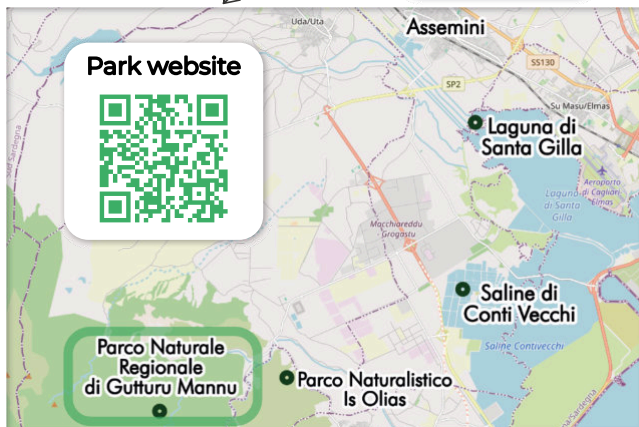 Uda/Uta
Assemini
Park website
SS130
SP2
Su Masu/Elmas
Laguna di
Santa Gilla
Aeroporto
di Cagliari
Elmas
Laguna
di Santa
Gilla
Sud Sardegna
Macchiareddu
Grogastu
Saline di
Conti Vecchi
Saline Contivecchi
Parco Naturale
Regionale
di Gutturu Mannu
Parco Naturalistico
Is Olias